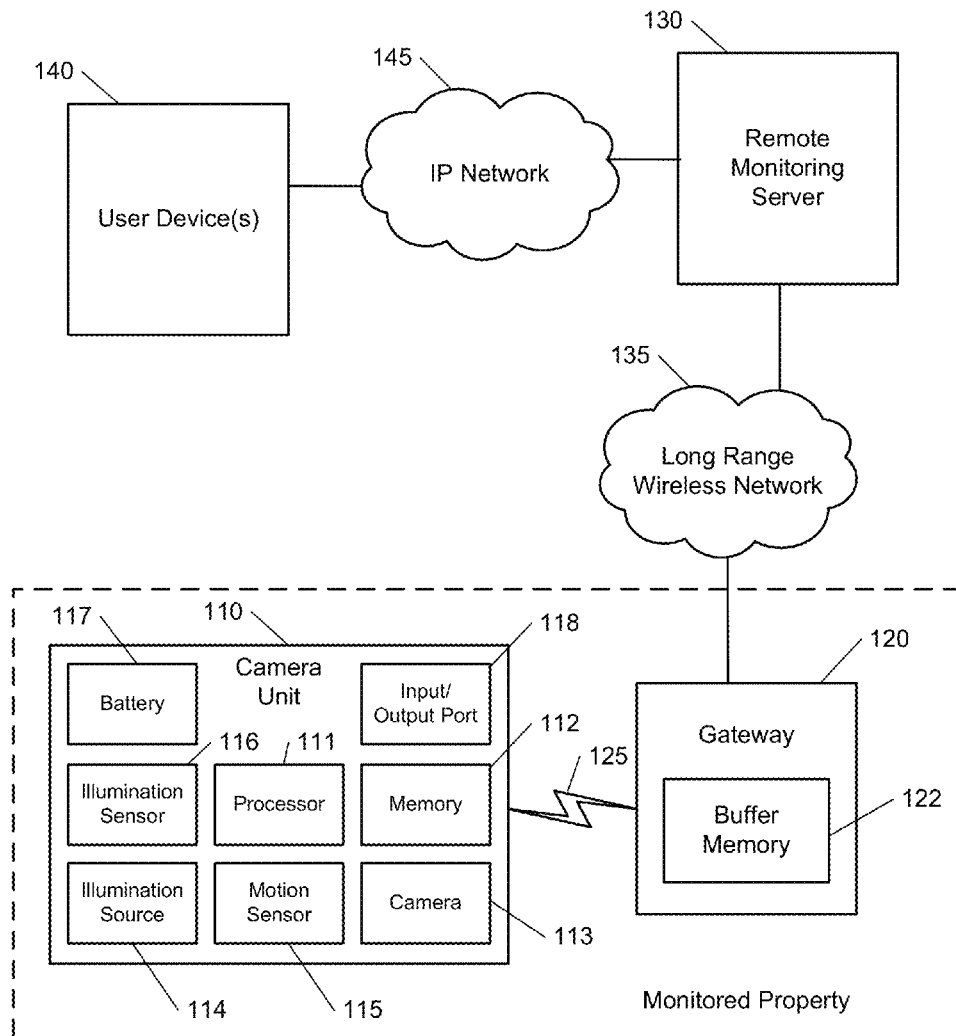 130
145
140
Remote
Monitoring
Server
IP Network
User Device(s)
135
Long Range
Wireless Network
117
110
118
120
Camera
Unit
Battery
Input/
Output Port
116
111
112
Gateway
125
Illumination
Sensor
Processor
Memory
Buffer
Memory
122
Illumination
Source
Motion
Sensor
Camera
113
114
115
Monitored Property